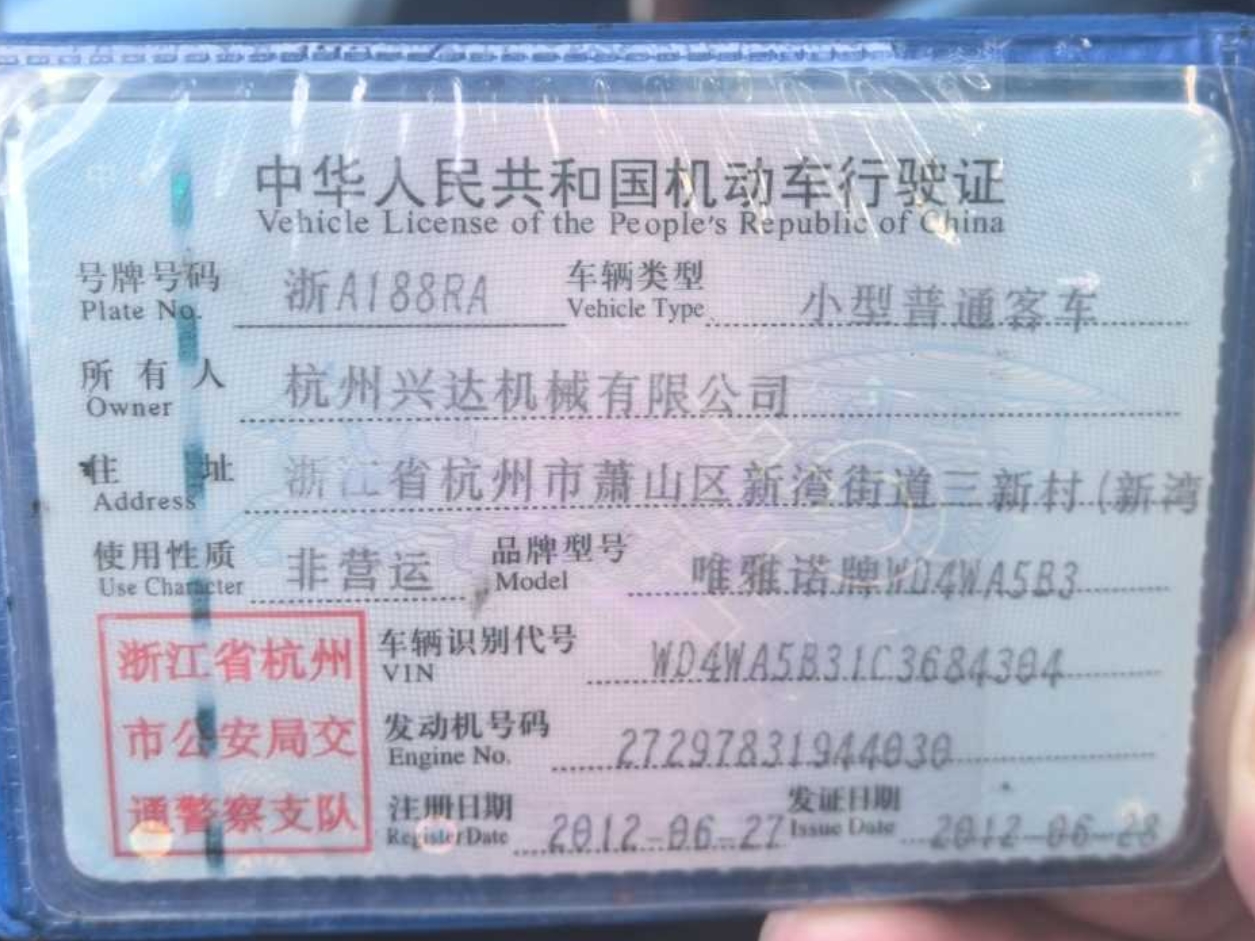 中华人民共和国机动车行驶证
Vehicle License of the People's Republic of China
号牌号码 浙A188RA 车辆类型 小型普通客车
Plate No. Vehicle Type
所有人 杭州兴达机械有限公司
Owner
住址 浙江省杭州市萧山区新湾街道三新村(新湾
Address
使用性质 非营运 品牌型号 唯雅诺牌WD4WA5B3
Use Character Model
浙江省杭州 车辆识别代号 WD4WA5B31C3684304
VIN
市公安局交 发动机号码 27297831944030
Engine No.
通警察支队 注册日期 2012-06-27 发证日期 2012-06-28
Register Date Issue Date